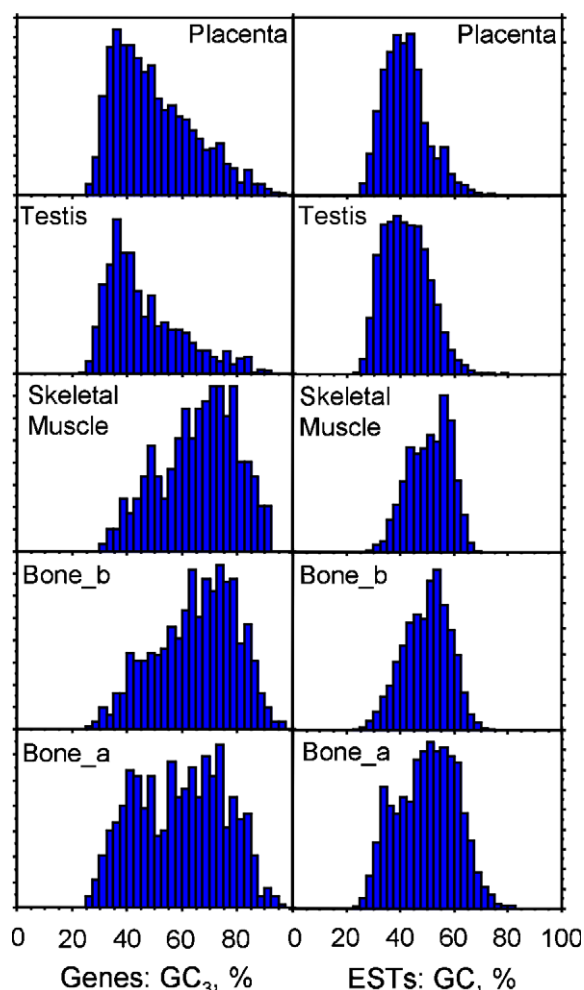 Placenta
Placenta
Testis
Testis
Skeletal
Muscle
Skeletal
Muscle
Bone_b
Bone_b
Bone_a
Bone_a
0 20 40 60 80 0 20 40 60 80 100
Genes: GC₃, % ESTs: GC, %